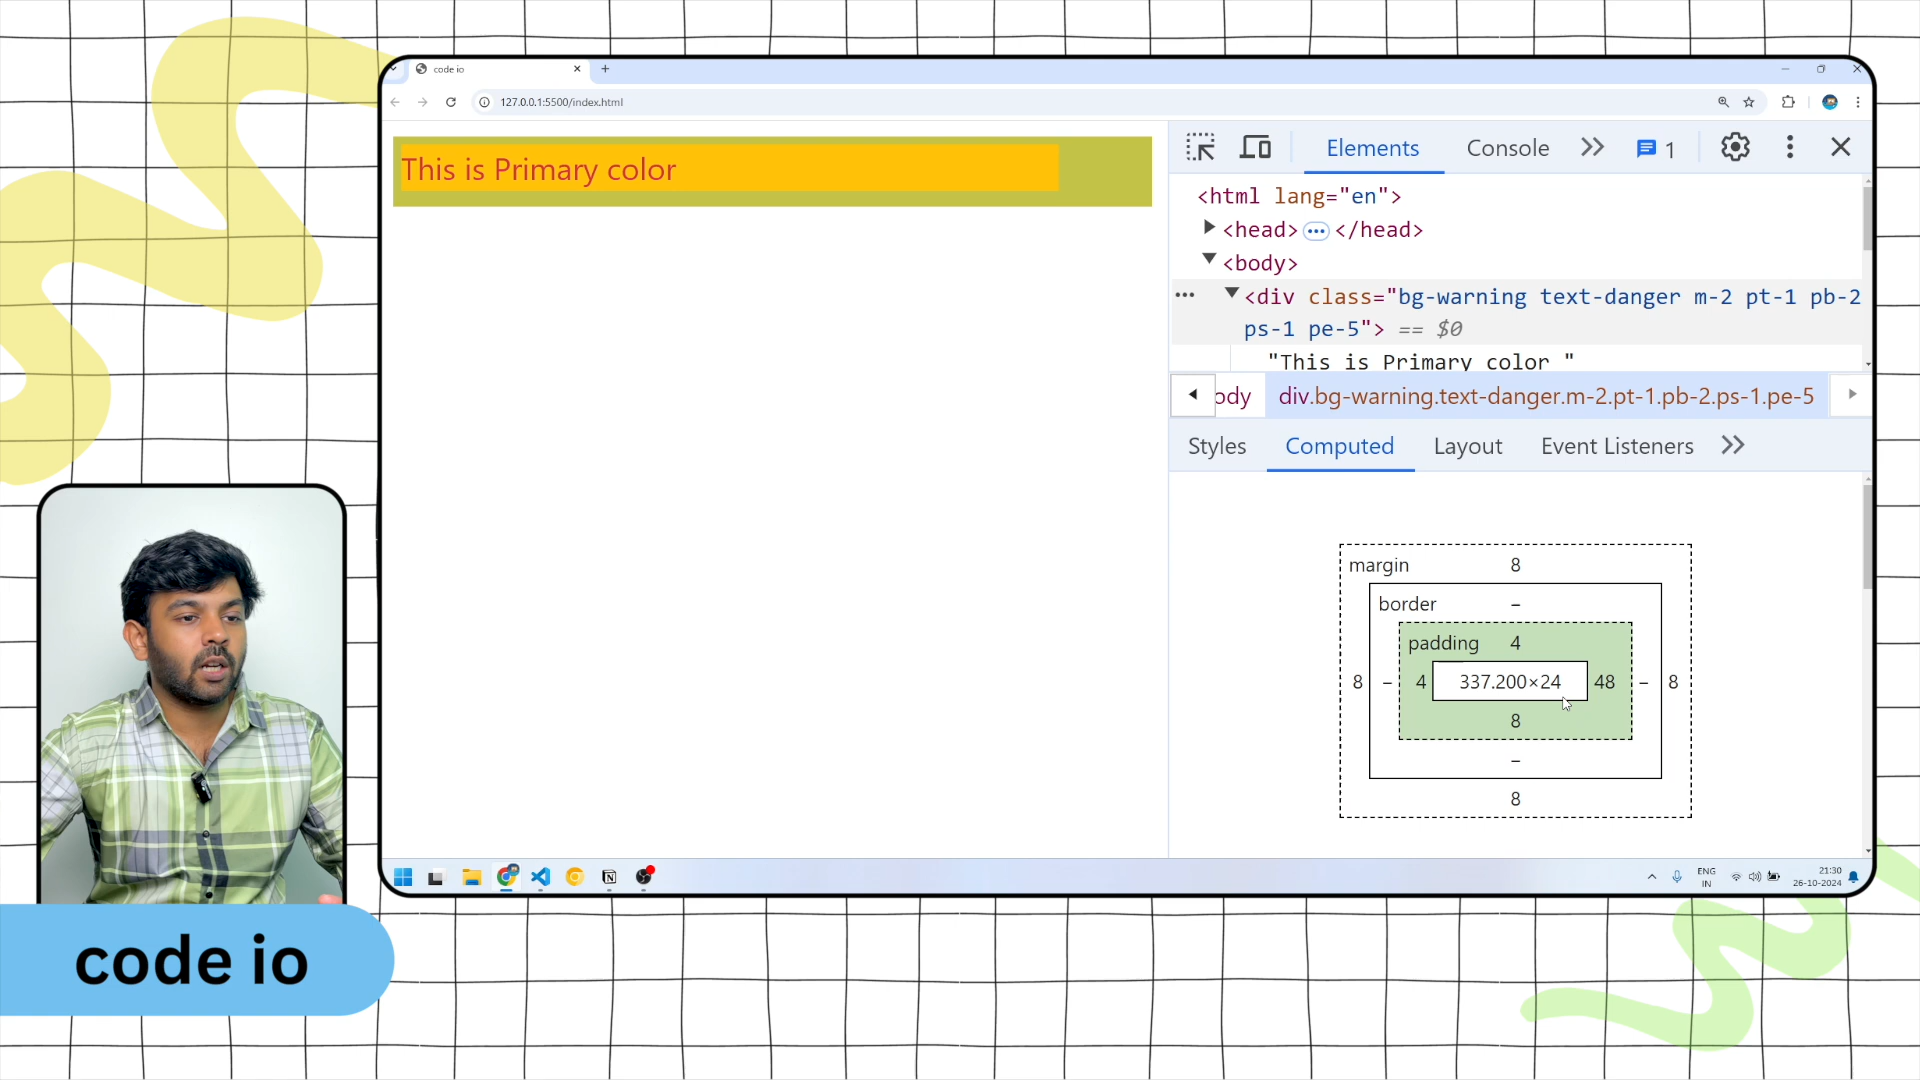 code io
127.0.0.1:5500/index.html
This is Primary color
Elements
Console
1
<html lang="en">
<head> ••• </head>
<body>
••• <div class="bg-warning text-danger m-2 pt-1 pb-2
ps-1 pe-5"> == $0
"This is Primary color "
ody
div.bg-warning.text-danger.m-2.pt-1.pb-2.ps-1.pe-5
Styles
Computed
Layout
Event Listeners
margin 8
border –
padding 4
8 – 4 337.200×24 48 – 8
8
–
8
ENG
IN
21:30
26-10-2024
code io